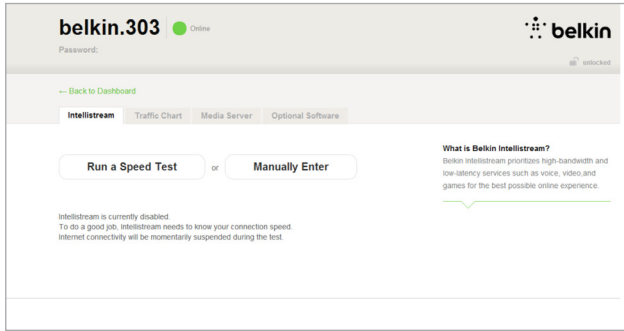 belkin.303 Online
belkin
Password:
unlocked
← Back to Dashboard
Intellistream Traffic Chart Media Server Optional Software
Run a Speed Test or Manually Enter
What is Belkin Intellistream?
Belkin intellistream prioritizes high-bandwidth and
low-latency services such as voice, video,and
games for the best possible online experience.
Intellistream is currently disabled.
To do a good job, Intellistream needs to know your connection speed.
Internet connectivity will be momentarily suspended during the test.